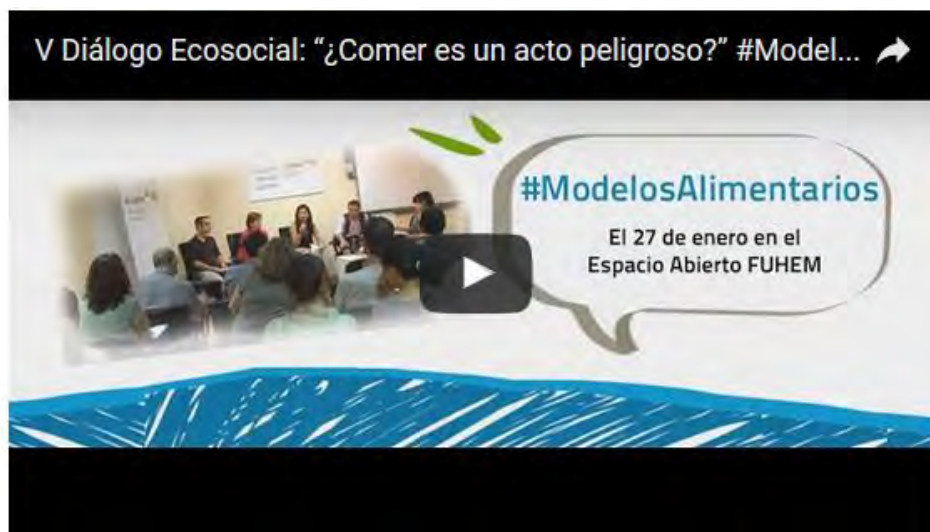 V Diálogo Ecosocial: “¿Comer es un acto peligroso?” #Model...
#ModelosAlimentarios
El 27 de enero en el
Espacio Abierto FUHEM